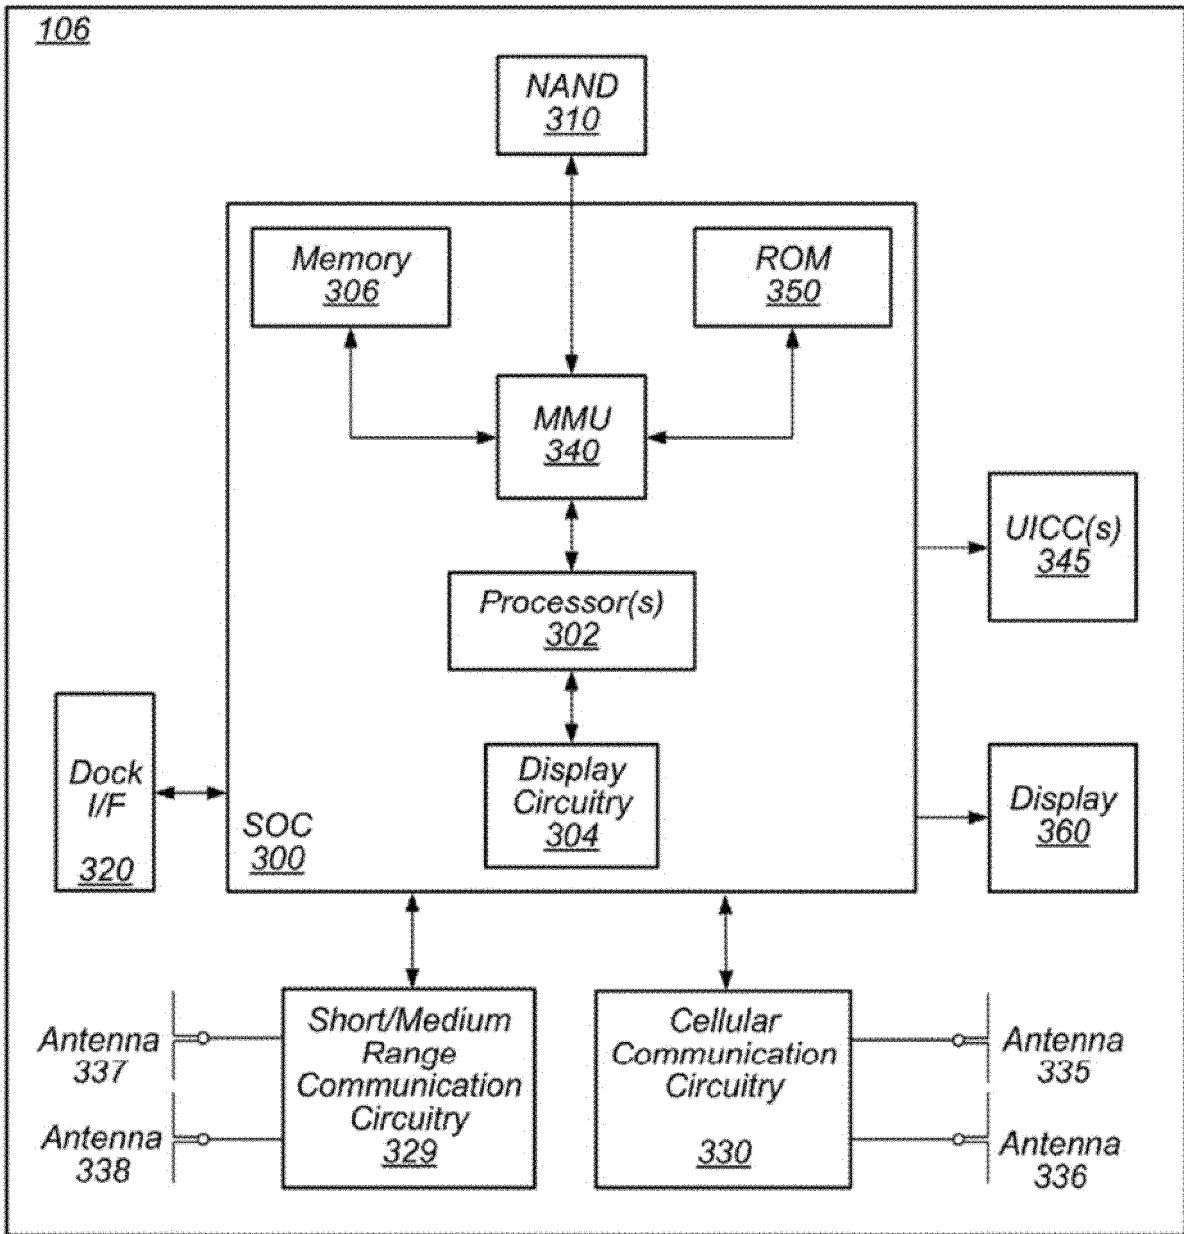 106
NAND
310
Memory
306
ROM
350
MMU
340
UICC(s)
345
Processor(s)
302
Dock
I/F
320
Display
Circuitry
304
SOC
300
Display
360
Short/Medium
Range
Communication
Circuitry
329
Cellular
Communication
Circuitry
330
Antenna
337
Antenna
338
Antenna
335
Antenna
336